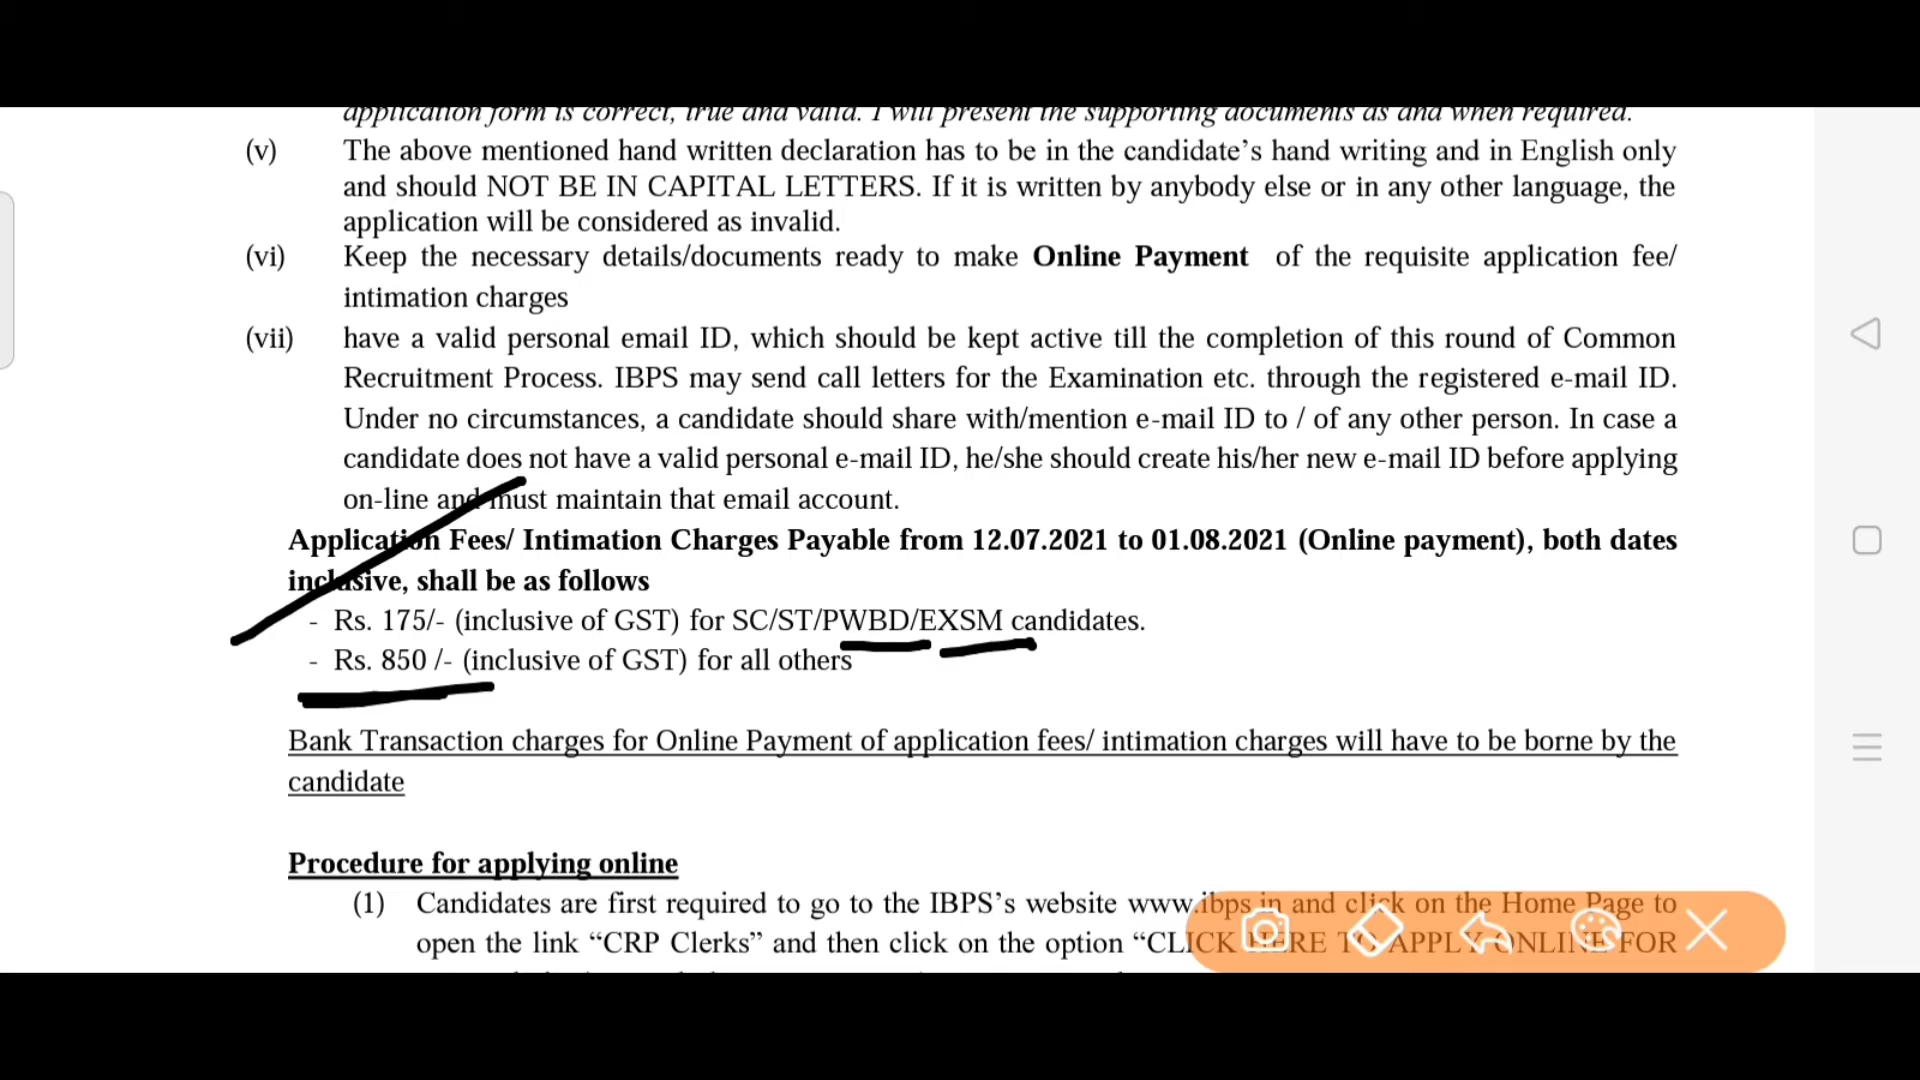 application form is correct, true and valid. I will present the supporting documents as and when required.
(v) The above mentioned hand written declaration has to be in the candidate’s hand writing and in English only
and should NOT BE IN CAPITAL LETTERS. If it is written by anybody else or in any other language, the
application will be considered as invalid.
(vi) Keep the necessary details/documents ready to make Online Payment of the requisite application fee/
intimation charges
(vii) have a valid personal email ID, which should be kept active till the completion of this round of Common
Recruitment Process. IBPS may send call letters for the Examination etc. through the registered e-mail ID.
Under no circumstances, a candidate should share with/mention e-mail ID to / of any other person. In case a
candidate does not have a valid personal e-mail ID, he/she should create his/her new e-mail ID before applying
on-line and must maintain that email account.
Application Fees/ Intimation Charges Payable from 12.07.2021 to 01.08.2021 (Online payment), both dates
inclusive, shall be as follows
- Rs. 175/- (inclusive of GST) for SC/ST/PWBD/EXSM candidates.
- Rs. 850 /- (inclusive of GST) for all others
Bank Transaction charges for Online Payment of application fees/ intimation charges will have to be borne by the
candidate
Procedure for applying online
(1) Candidates are first required to go to the IBPS’s website www.ibps.in and click on the Home Page to
open the link “CRP Clerks” and then click on the option “CLICK HERE TO APPLY ONLINE FOR